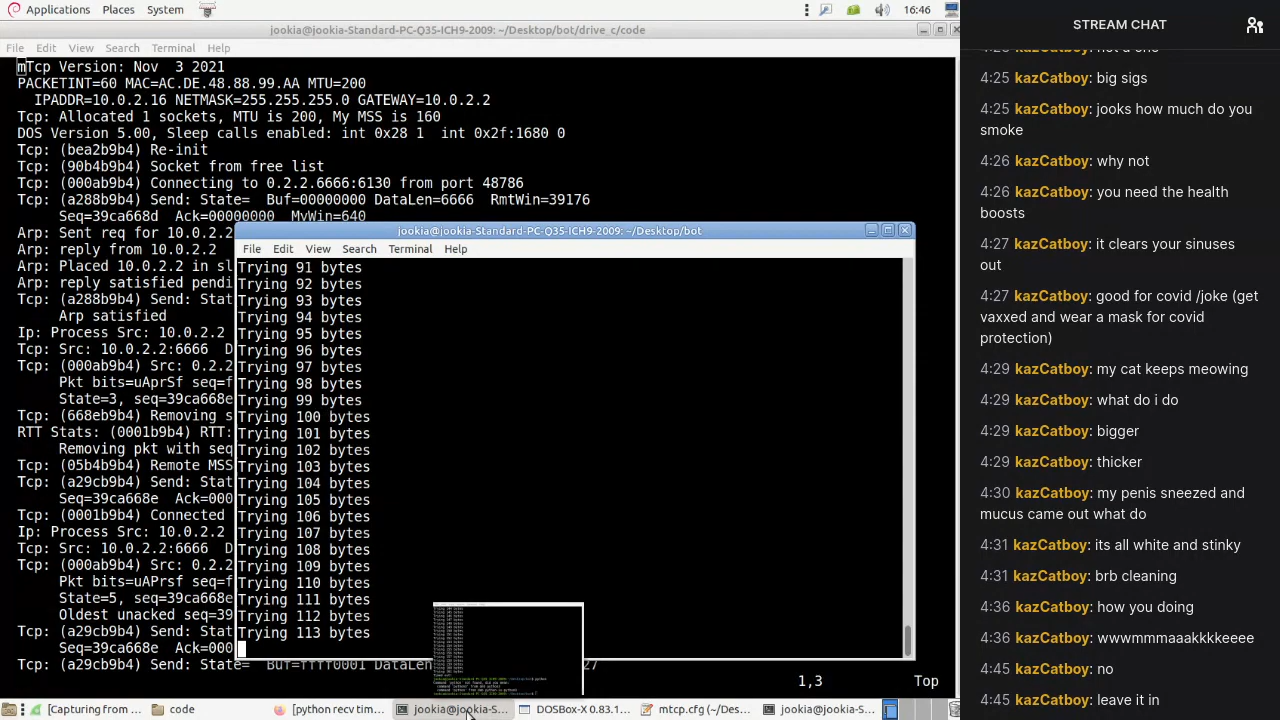 Applications Places System 16:46
jookia@jookia-Standard-PC-Q35-ICH9-2009: ~/Desktop/bot/drive_c/code
File Edit View Search Terminal Help
mTcp Version: Nov  3 2021
PACKETINT=60 MAC=AC.DE.48.88.99.AA MTU=200
IPADDR=10.0.2.16 NETMASK=255.255.255.0 GATEWAY=10.0.2.2
Tcp: Allocated 1 sockets, MTU is 200, My MSS is 160
DOS Version 5.00, Sleep calls enabled: int 0x28 1  int 0x2f:1680 0
Tcp: (bea2b9b4) Re-init
Tcp: (90b4b9b4) Socket from free list
Tcp: (000ab9b4) Connecting to 0.2.2.6666:6130 from port 48786
Tcp: (a288b9b4) Send: State=  Buf=00000000 DataLen=6666  RmtWin=39176
Seq=39ca668d  Ack=00000000  MyWin=640
Arp: Sent req for 10.0.2.2
Arp: reply from 10.0.2.2
Arp: Placed 10.0.2.2 in sl
Arp: reply satisfied pendi
Tcp: (a288b9b4) Send: Stat
Arp satisfied
Ip: Process Src: 10.0.2.2
Tcp: Src: 10.0.2.2:6666  D
Tcp: (000ab9b4) Src: 0.2.2
Pkt bits=uAprSf seq=f
State=3, seq=39ca668e
Tcp: (668eb9b4) Removing s
RTT Stats: (0001b9b4) RTT:
Removing pkt with seq
Tcp: (05b4b9b4) Remote MSS
Tcp: (a29cb9b4) Send: Stat
Seq=39ca668e  Ack=000
Tcp: (0001b9b4) Connected
Ip: Process Src: 10.0.2.2
Tcp: Src: 10.0.2.2:6666  D
Tcp: (000ab9b4) Src: 0.2.2
Pkt bits=uAprSf seq=f
State=5, seq=39ca668e
Oldest unacked seq=39
Tcp: (a29cb9b4) Send: Stat
Seq=39ca668e  Ack=000
Tcp: (a29cb9b4) Send: State=  Buf=ffff0001 DataLen 27
1,3 Top
jookia@jookia-Standard-PC-Q35-ICH9-2009: ~/Desktop/bot
File Edit View Search Terminal Help
Trying 91 bytes
Trying 92 bytes
Trying 93 bytes
Trying 94 bytes
Trying 95 bytes
Trying 96 bytes
Trying 97 bytes
Trying 98 bytes
Trying 99 bytes
Trying 100 bytes
Trying 101 bytes
Trying 102 bytes
Trying 103 bytes
Trying 104 bytes
Trying 105 bytes
Trying 106 bytes
Trying 107 bytes
Trying 108 bytes
Trying 109 bytes
Trying 110 bytes
Trying 111 bytes
Trying 112 bytes
Trying 113 bytes
code
[python recv tim...
jookia@jookia-S...
DOSBox-X 0.83.1...
mtcp.cfg (~/Des...
jookia@jookia-S...
STREAM CHAT
4:25 kazCatboy: big sigs
4:25 kazCatboy: jooks how much do you
smoke
4:26 kazCatboy: why not
4:26 kazCatboy: you need the health
boosts
4:27 kazCatboy: it clears your sinuses
out
4:27 kazCatboy: good for covid /joke (get
vaxxed and wear a mask for covid
protection)
4:29 kazCatboy: my cat keeps meowing
4:29 kazCatboy: what do i do
4:29 kazCatboy: bigger
4:29 kazCatboy: thicker
4:30 kazCatboy: my penis sneezed and
mucus came out what do
4:31 kazCatboy: its all white and stinky
4:31 kazCatboy: brb cleaning
4:36 kazCatboy: how you doing
4:36 kazCatboy: wwwmmmaaakkkkeeee
4:45 kazCatboy: no
4:45 kazCatboy: leave it in